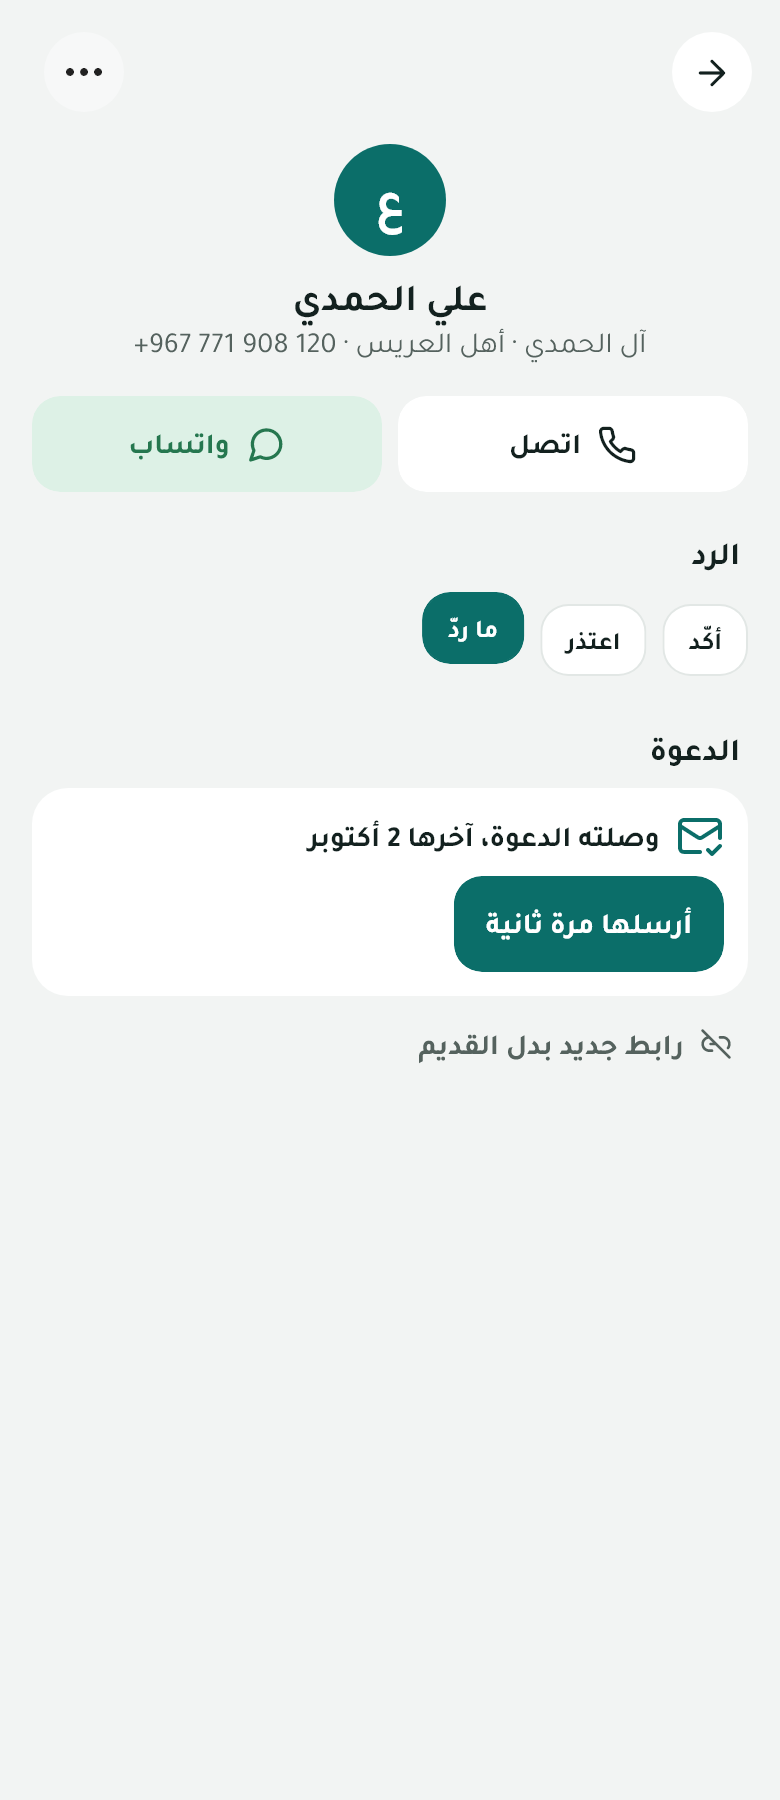 ع
علي الحمدي
آل الحمدي · أهل العريس · 120 908 771 967+
اتصل
واتساب
الرد
أكّد
اعتذر
ما ردّ
الدعوة
وصلته الدعوة، آخرها 2 أكتوبر
أرسلها مرة ثانية
رابط جديد بدل القديم